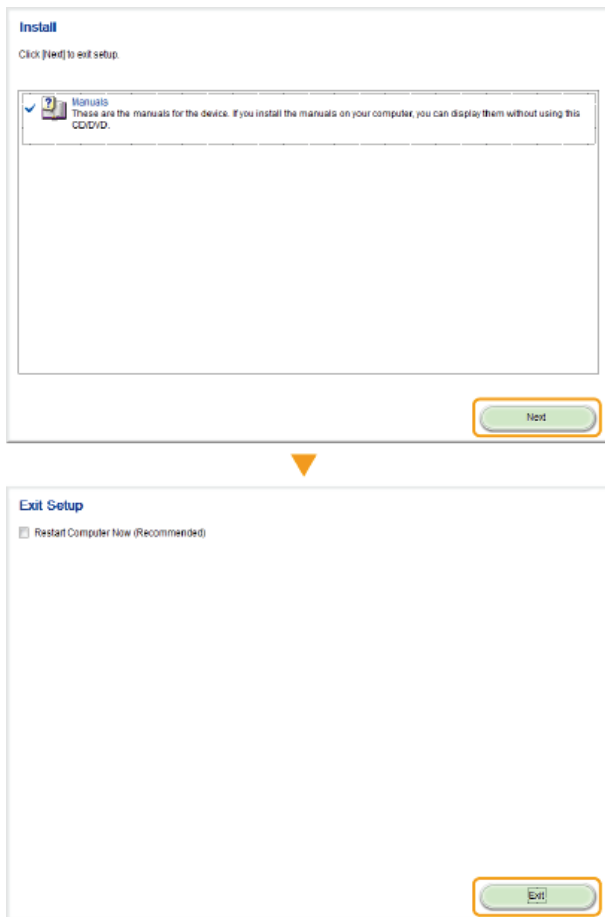 Install
Click [Next] to exit setup.
Manuals
These are the manuals for the device. If you install the manuals on your computer, you can display them without using this
CD/DVD.
Next
Exit Setup
Restart Computer Now (Recommended)
Exit